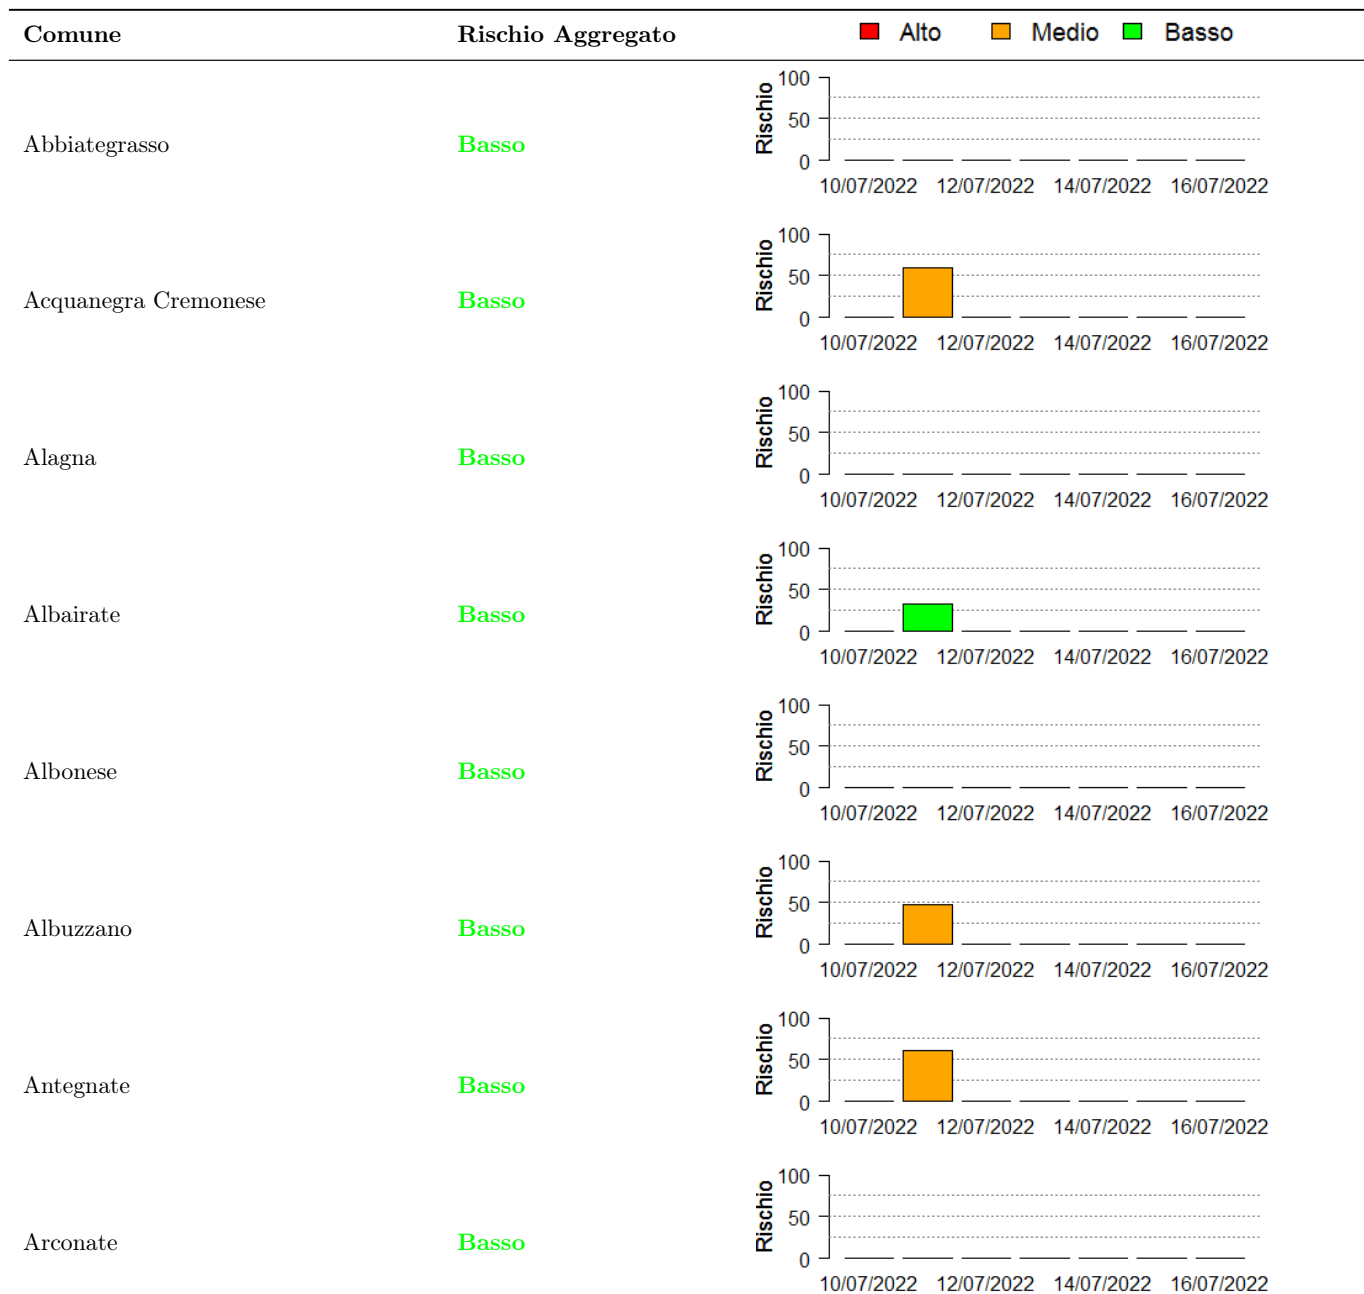 Comune Rischio Aggregato Alto Medio Basso
Abbiategrasso Basso
Rischio
100
50
0
10/07/2022 12/07/2022 14/07/2022 16/07/2022
Acquanegra Cremonese Basso
Rischio
100
50
0
10/07/2022 12/07/2022 14/07/2022 16/07/2022
Alagna Basso
Rischio
100
50
0
10/07/2022 12/07/2022 14/07/2022 16/07/2022
Albairate Basso
Rischio
100
50
0
10/07/2022 12/07/2022 14/07/2022 16/07/2022
Albonese Basso
Rischio
100
50
0
10/07/2022 12/07/2022 14/07/2022 16/07/2022
Albuzzano Basso
Rischio
100
50
0
10/07/2022 12/07/2022 14/07/2022 16/07/2022
Antegnate Basso
Rischio
100
50
0
10/07/2022 12/07/2022 14/07/2022 16/07/2022
Arconate Basso
Rischio
100
50
0
10/07/2022 12/07/2022 14/07/2022 16/07/2022